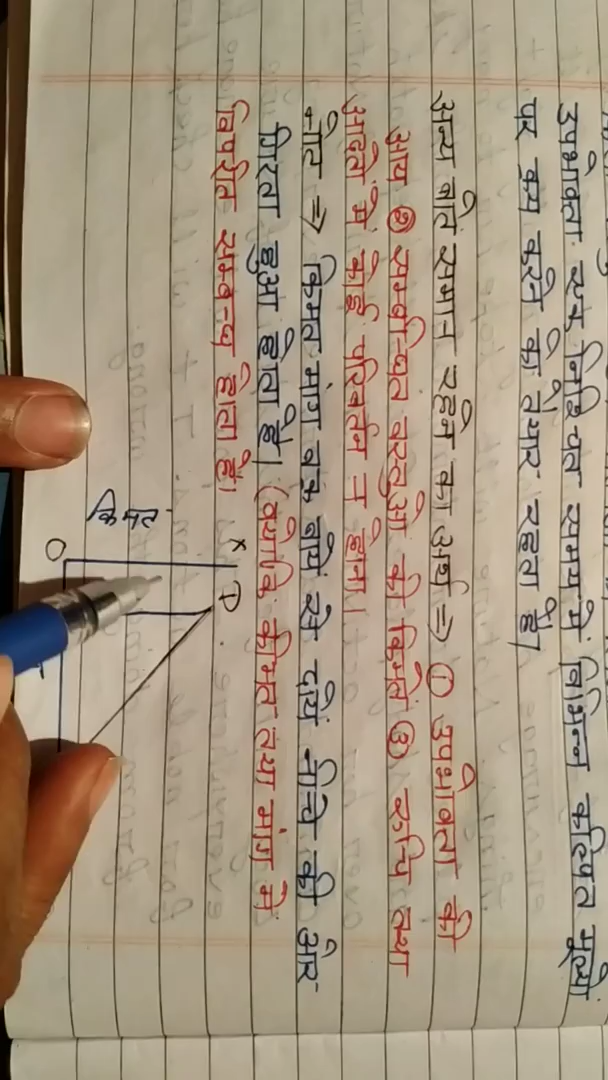 उपभोक्ता एक निश्चित समय में विभिन्न कल्पित मूल्यो
पर क्रय करने को तैयार रहता है।
अन्य बाते समान रहने का अर्थ ⇒ ① उपभोक्ता की
आय ② सम्बन्धित वस्तुओ की किमते ③ रूचि तथा
आदतो मे कोई परिवर्तन न होना।
नोट ⇒ किमत मांग वक्र बाये से दाये नीचे की ओर
गिरता हुआ होता है। (क्योकि कीमत तथा मांग मे
विपरीत सम्बन्ध होता है।
x
P
किमत
O